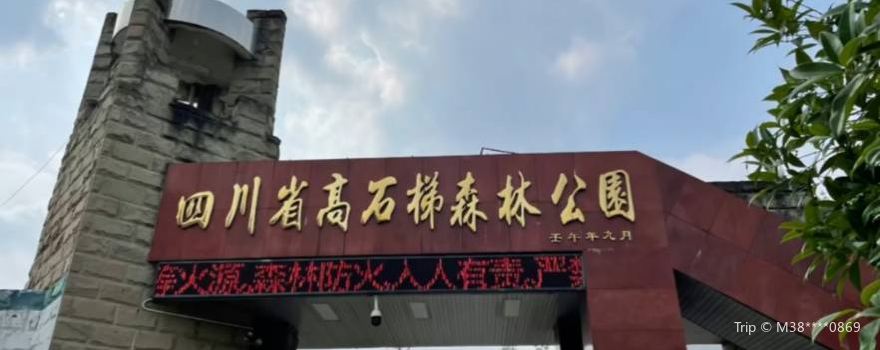 四川省高石梯森林公園
壬午年九月
火源,森林防火,人人有责,严
Trip © M38****0869